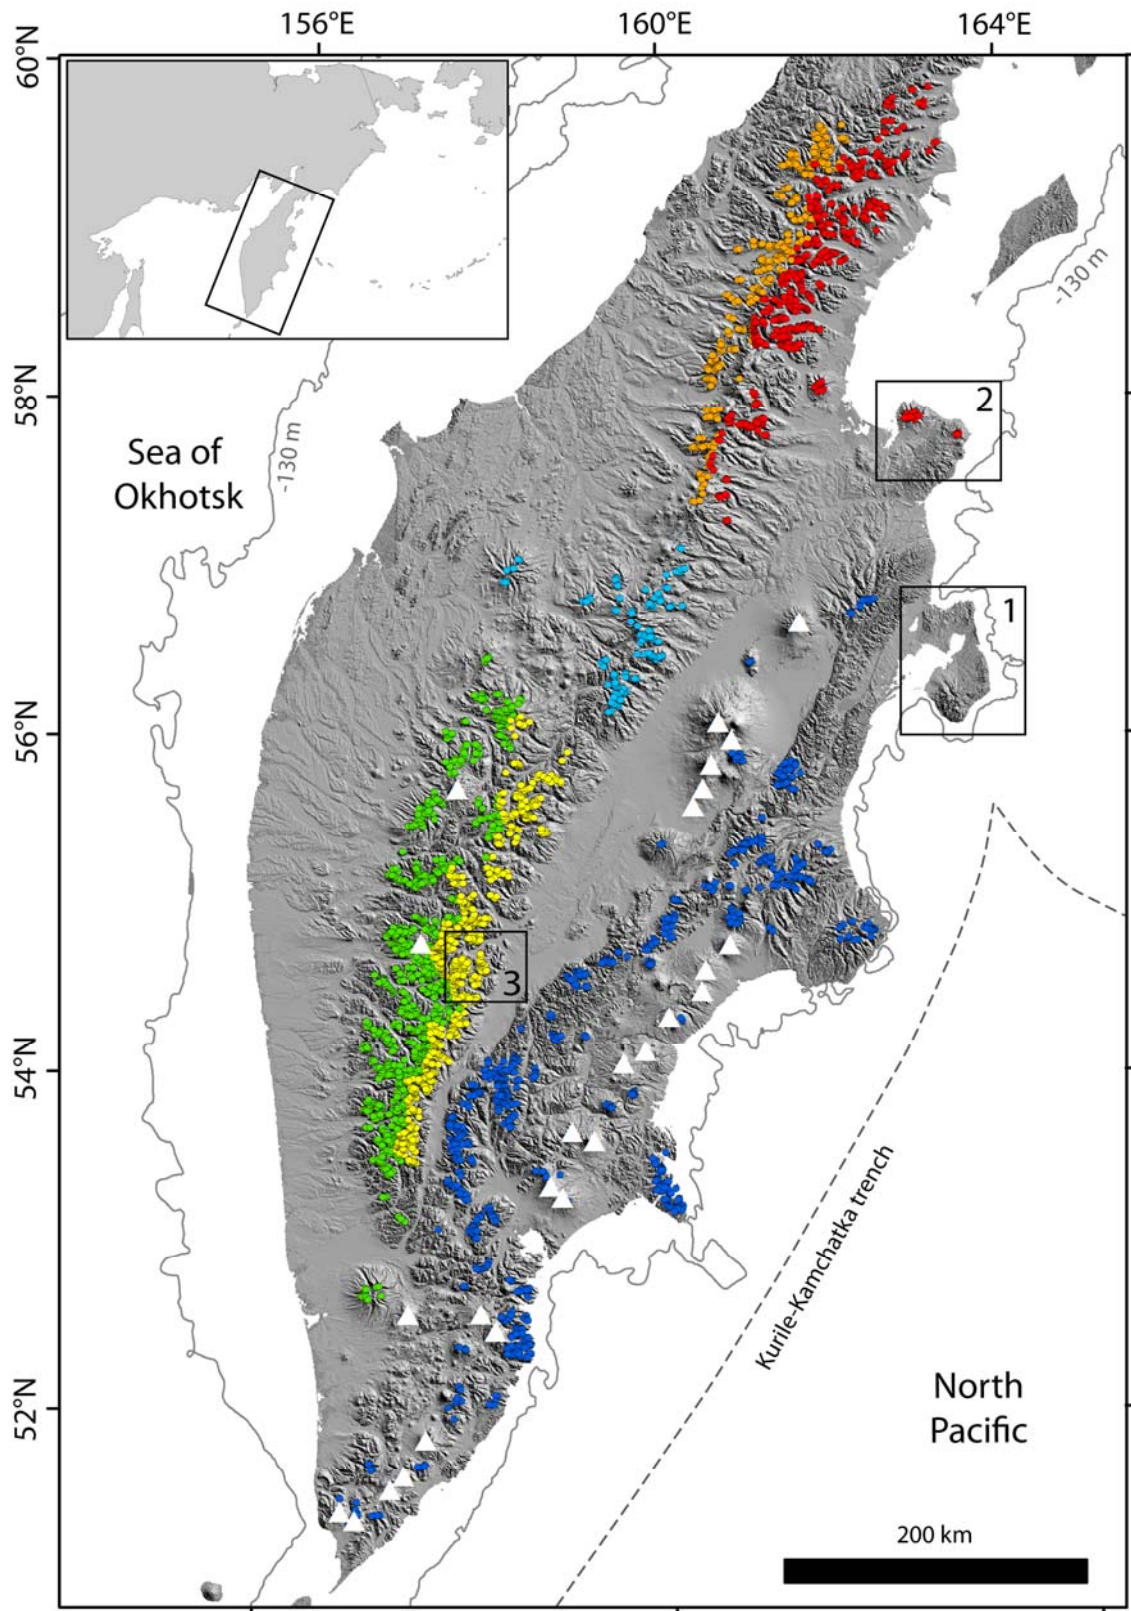 156°E
160°E
164°E
60°N
-130 m
58°N
2
Sea of
Okhotsk
-130 m
1
56°N
3
54°N
Kurile-Kamchatka trench
52°N
North
Pacific
200 km